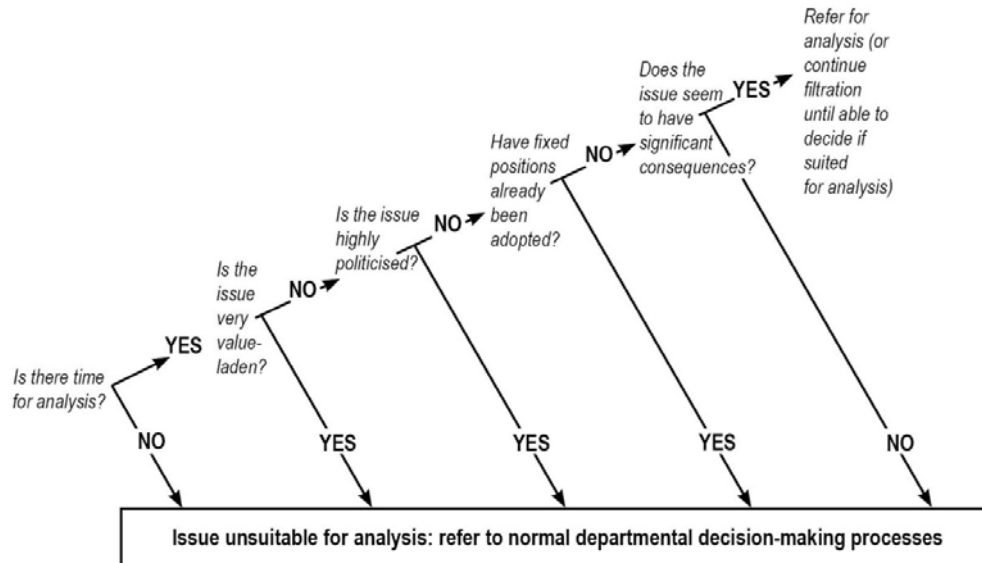 Is there time
for analysis?
YES
NO
Is the
issue
very
value-
laden?
NO
YES
Is the issue
highly
politicised?
NO
YES
Have fixed
positions
already
been
adopted?
NO
YES
Does the
issue seem
to have
significant
consequences?
YES
NO
Refer for
analysis (or
continue
filtration
until able to
decide if
suited
for analysis)
Issue unsuitable for analysis: refer to normal departmental decision-making processes